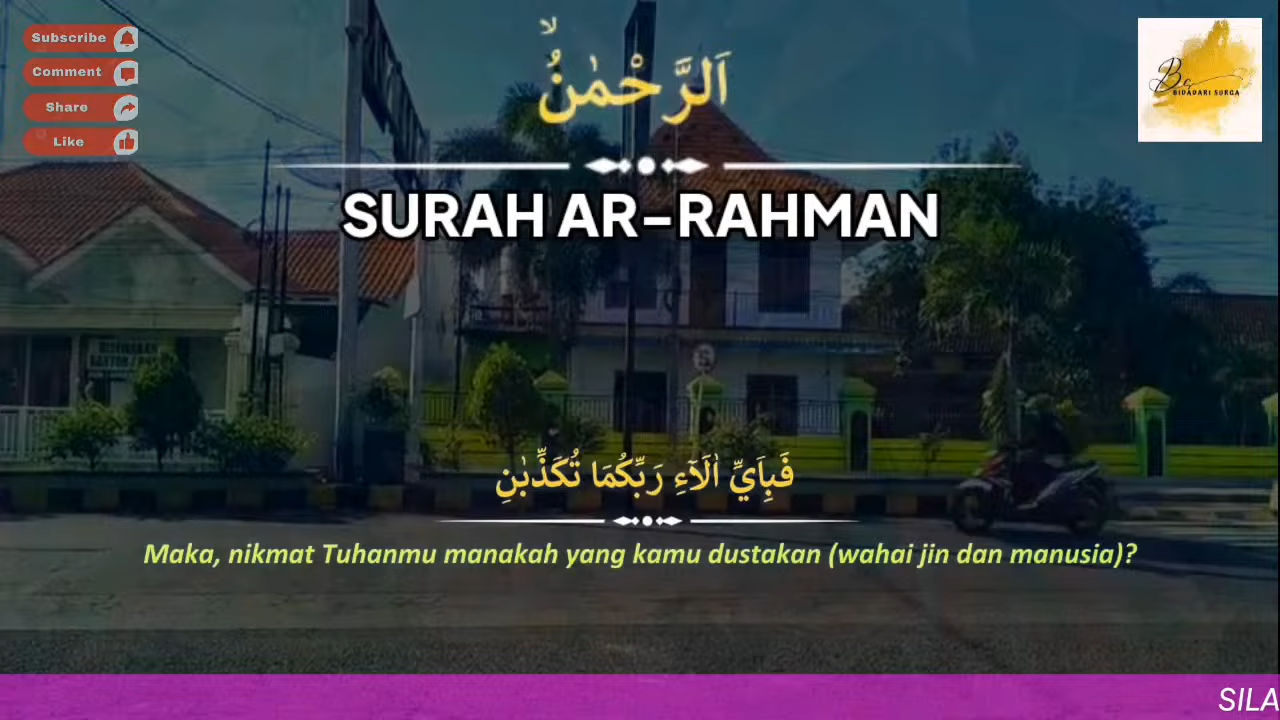 Subscribe
Comment
Share
Like
اَلرَّحْمٰنُۙ
Bs
BIDADARI SURGA
SURAH AR-RAHMAN
فَبِاَيِّ اٰلَاۤءِ رَبِّكُمَا تُكَذِّبٰنِ
Maka, nikmat Tuhanmu manakah yang kamu dustakan (wahai jin dan manusia)?
SILA